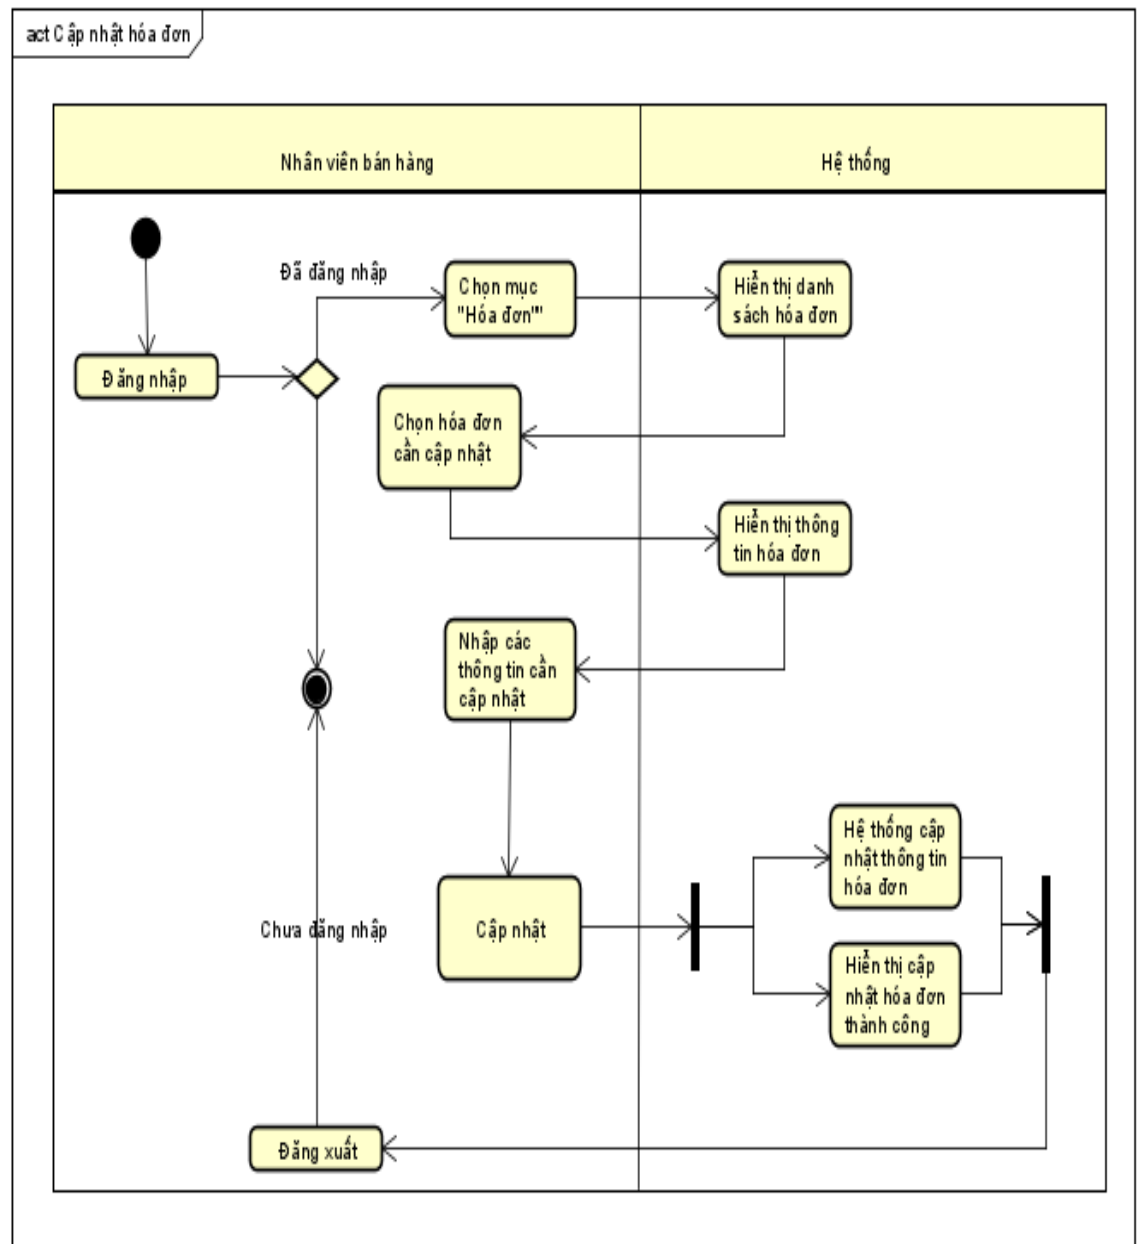 act Cập nhật hóa đơn
Nhân viên bán hàng
Hệ thống
Đã đăng nhập
Chọn mục
"Hóa đơn""
Hiển thị danh
sách hóa đơn
Đăng nhập
Chọn hóa đơn
cần cập nhật
Hiển thị thông
tin hóa đơn
Nhập các
thông tin cần
cập nhật
Hệ thống cập
nhật thông tin
hóa đơn
Chưa đăng nhập
Cập nhật
Hiển thị cập
nhật hóa đơn
thành công
Đăng xuất